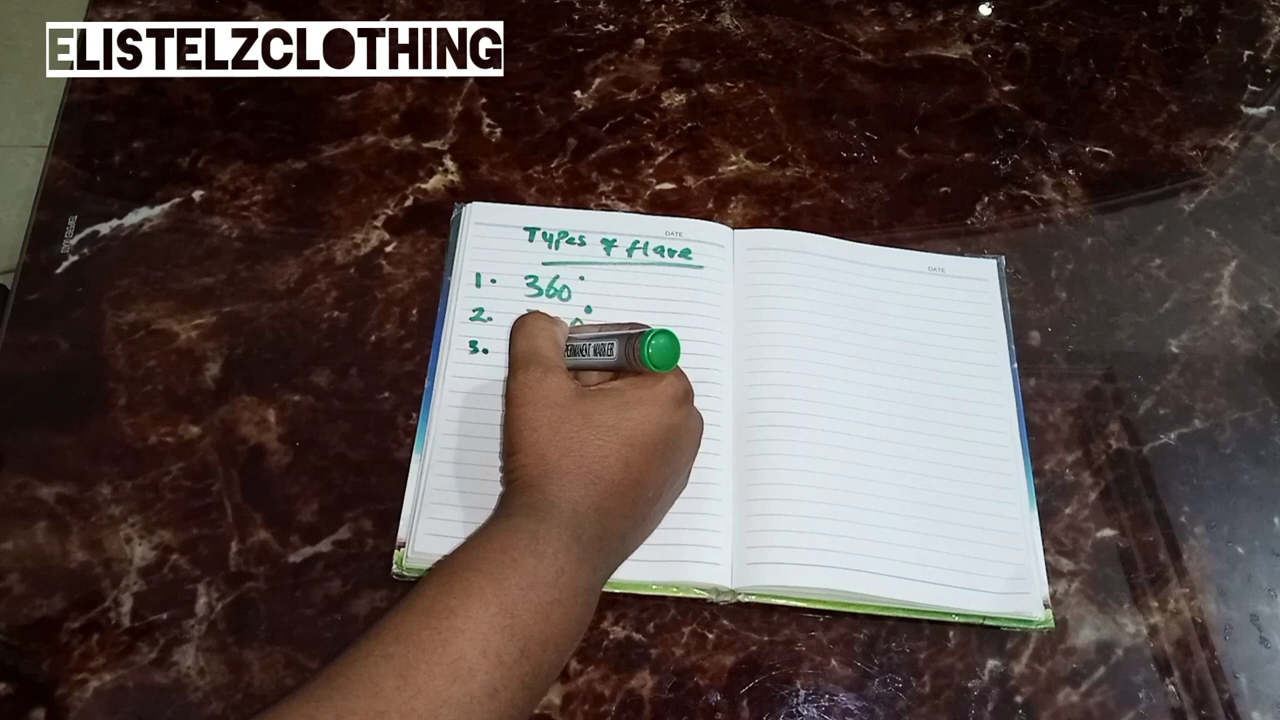 ELISTELZCLOTHING
DATE
Types of flare
DATE
1. 360°
2.
3.
PERMANENT MARKER